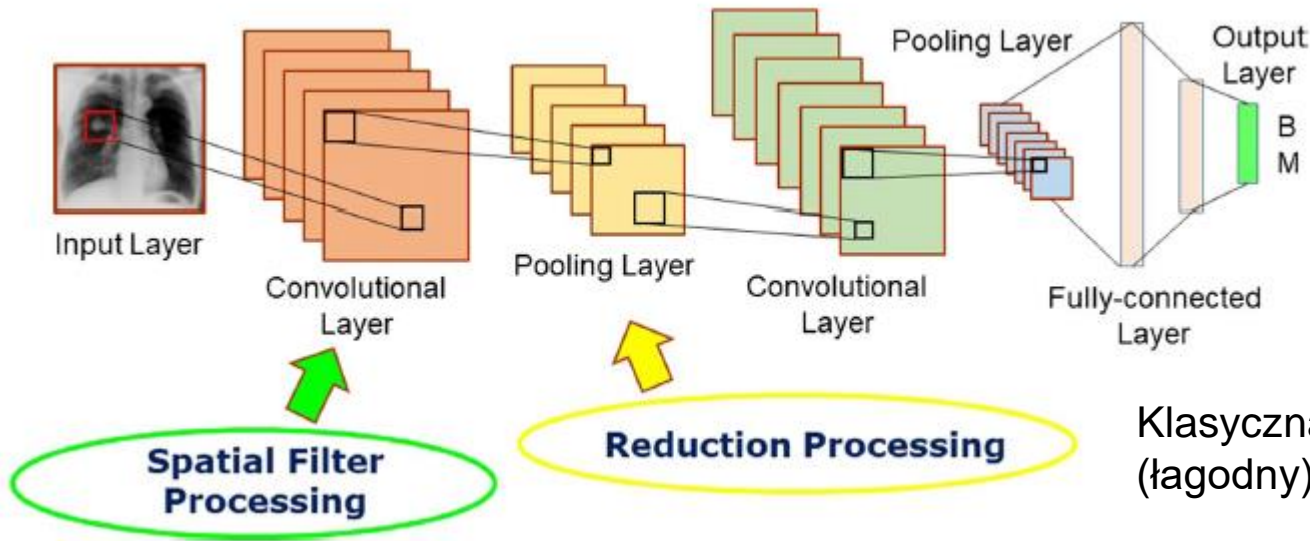 Pooling Layer
Output
Layer
B
M
Input Layer
Convolutional
Layer
Pooling Layer
Convolutional
Layer
Fully-connected
Layer
Spatial Filter
Processing
Reduction Processing
Klasyczna
(łagodny)